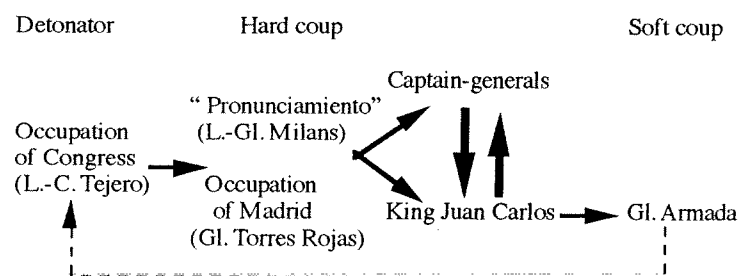 Detonator
Hard coup
Soft coup
Captain-generals
“ Pronunciamiento”
(L.-Gl. Milans)
Occupation
of Congress
(L.-C. Tejero)
Occupation
of Madrid
(Gl. Torres Rojas)
King Juan Carlos
Gl. Armada